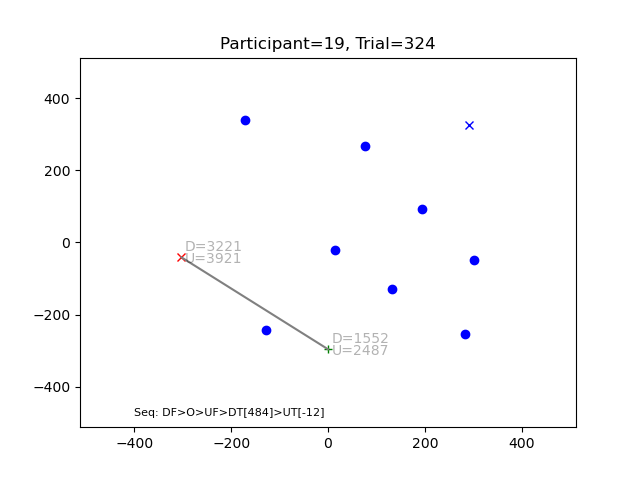 Participant=19, Trial=324
400
200
0
−200
−400
D=3221
U=3921
D=1552
U=2487
Seq: DF>O>UF>DT[484]>UT[-12]
−400
−200
0
200
400